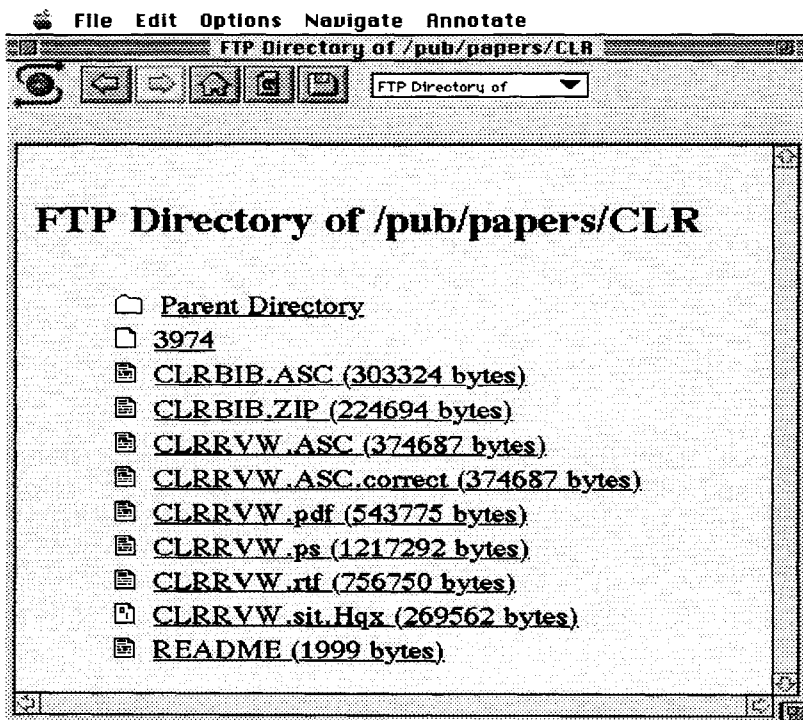 File Edit Options Navigate Annotate
FTP Directory of /pub/papers/CLR
FTP Directory of
FTP Directory of /pub/papers/CLR
Parent Directory
3974
CLRBIB.ASC (303324 bytes)
CLRBIB.ZIP (224694 bytes)
CLRRVW.ASC (374687 bytes)
CLRRVW.ASC.correct (374687 bytes)
CLRRVW.pdf (543775 bytes)
CLRRVW.ps (1217292 bytes)
CLRRVW.rtf (756750 bytes)
CLRRVW.sit.Hqx (269562 bytes)
README (1999 bytes)